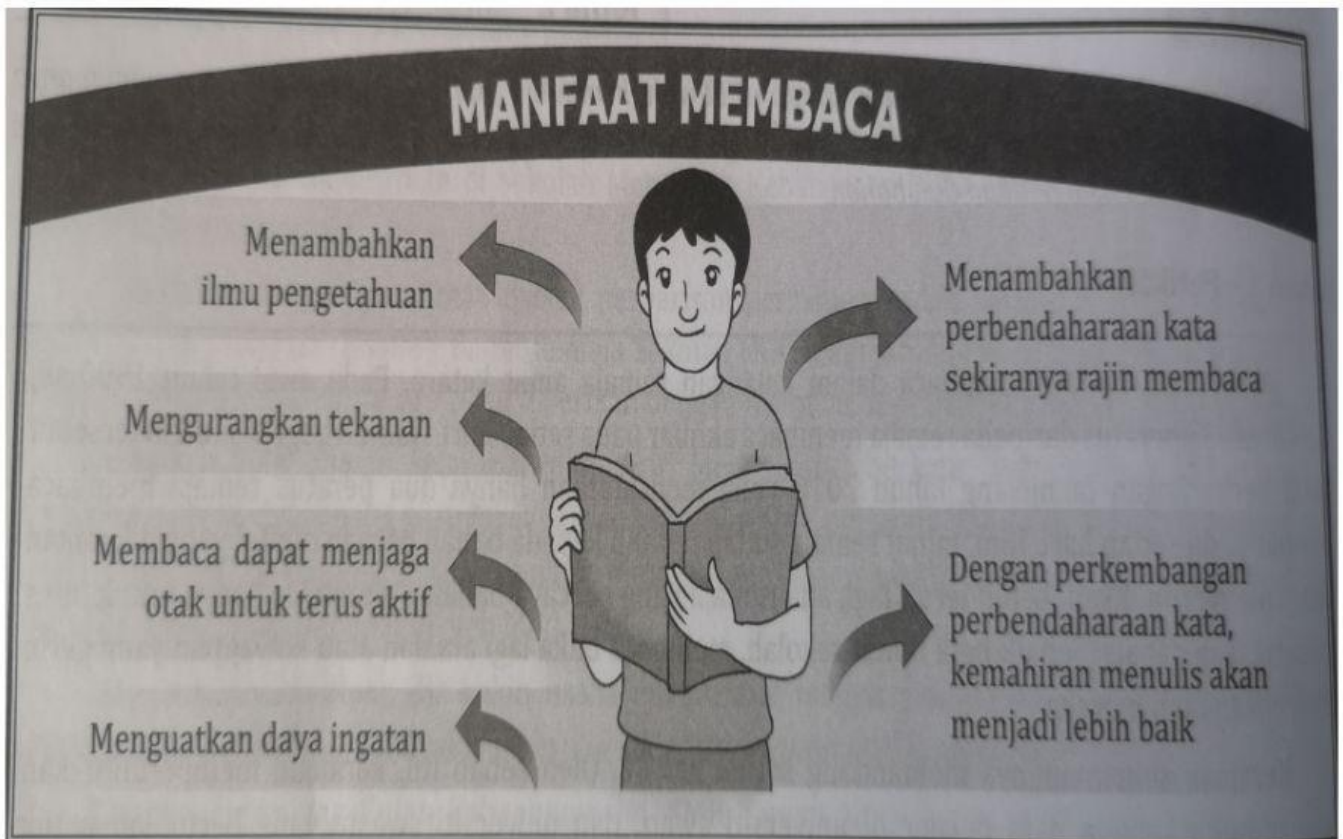 MANFAAT MEMBACA
Menambahkan
ilmu pengetahuan
Mengurangkan tekanan
Membaca dapat menjaga
otak untuk terus aktif
Menguatkan daya ingatan
Menambahkan
perbendaharaan kata
sekiranya rajin membaca
Dengan perkembangan
perbendaharaan kata,
kemahiran menulis akan
menjadi lebih baik